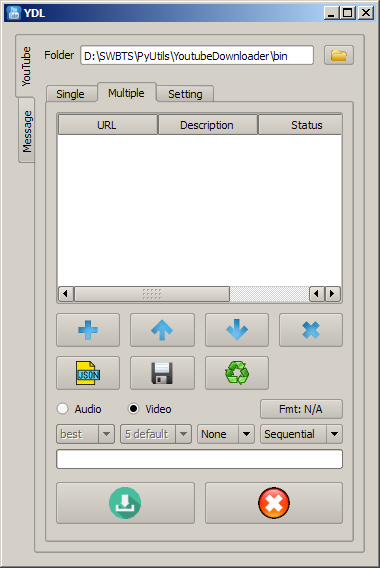 YDL
YouTube
Message
Folder D:\SWBTS\PyUtils\YoutubeDownloader\bin
Single Multiple Setting
URL Description Status
JSON
Audio Video Fmt: N/A
best 5 default None Sequential